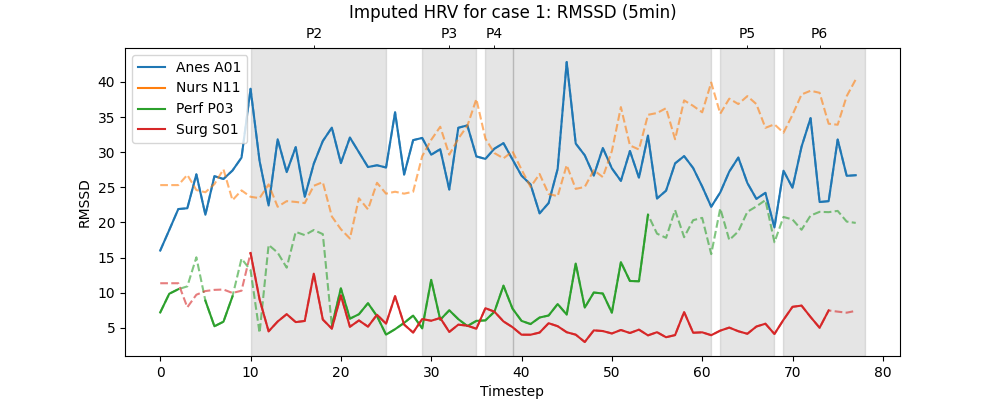 Imputed HRV for case 1: RMSSD (5min)
P2 P3 P4 P5 P6
Anes A01
Nurs N11
Perf P03
Surg S01
RMSSD
40
35
30
25
20
15
10
5
0 10 20 30 40 50 60 70 80
Timestep